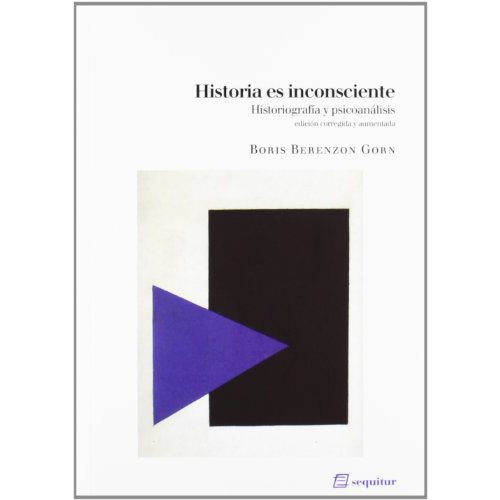 Historia es inconsciente
Historiografía y psicoanálisis
edición corregida y aumentada
Boris Berenzon Gorn
sequitur